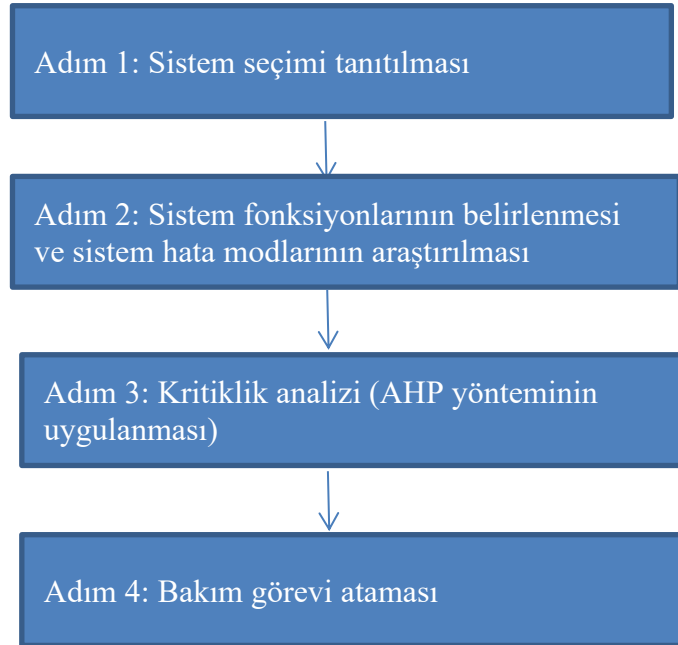 Adım 1: Sistem seçimi tanıtılması
Adım 2: Sistem fonksiyonlarının belirlenmesi
ve sistem hata modlarının araştırılması
Adım 3: Kritiklik analizi (AHP yönteminin
uygulanması)
Adım 4: Bakım görevi ataması